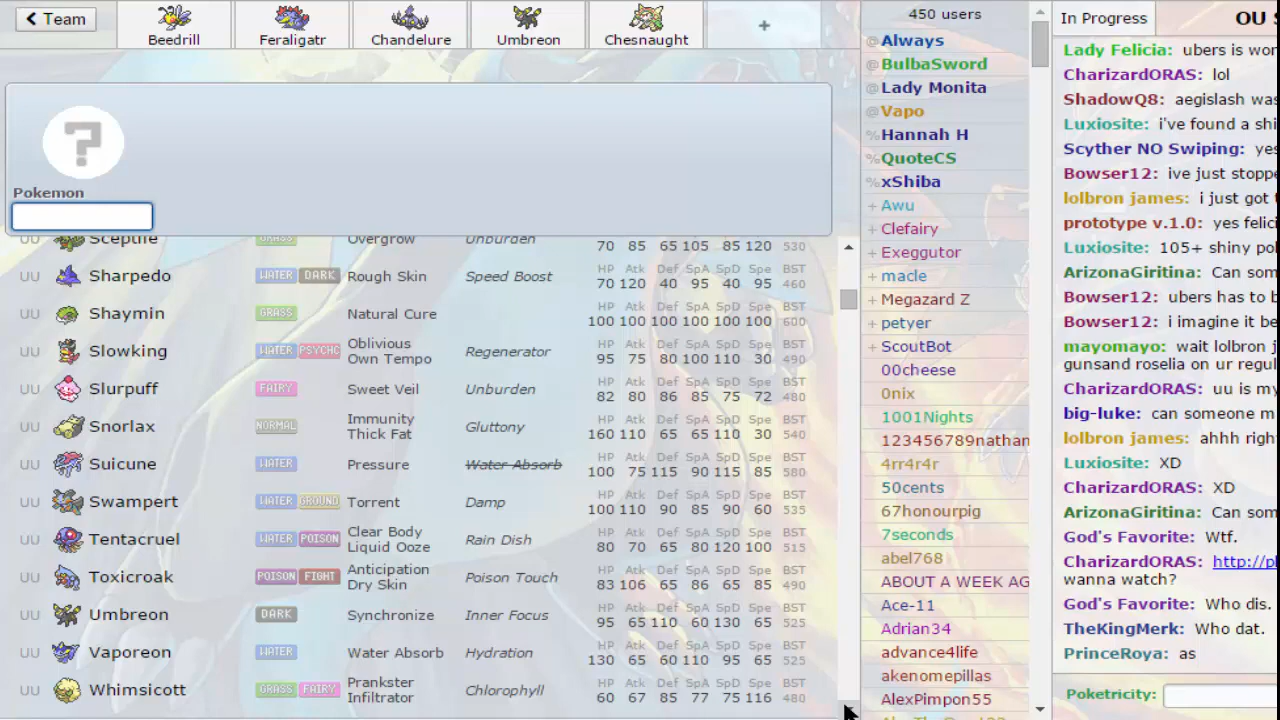 Team
Beedrill
Feraligatr
Chandelure
Umbreon
Chesnaught
+
?
Pokemon
UU Sceptile GRASS Overgrow Unburden 70 85 65 105 85 120 530
UU Sharpedo WATER DARK Rough Skin Speed Boost HP 70 Atk 120 Def 40 SpA 95 SpD 40 Spe 95 BST 460
UU Shaymin GRASS Natural Cure HP 100 Atk 100 Def 100 SpA 100 SpD 100 Spe 100 BST 600
UU Slowking WATER PSYCHC Oblivious Own Tempo Regenerator HP 95 Atk 75 Def 80 SpA 100 SpD 110 Spe 30 BST 490
UU Slurpuff FAIRY Sweet Veil Unburden HP 82 Atk 80 Def 86 SpA 85 SpD 75 Spe 72 BST 480
UU Snorlax NORMAL Immunity Thick Fat Gluttony HP 160 Atk 110 Def 65 SpA 65 SpD 110 Spe 30 BST 540
UU Suicune WATER Pressure Water Absorb HP 100 Atk 75 Def 115 SpA 90 SpD 115 Spe 85 BST 580
UU Swampert WATER GROUND Torrent Damp HP 100 Atk 110 Def 90 SpA 85 SpD 90 Spe 60 BST 535
UU Tentacruel WATER POISON Clear Body Liquid Ooze Rain Dish HP 80 Atk 70 Def 65 SpA 80 SpD 120 Spe 100 BST 515
UU Toxicroak POISON FIGHT Anticipation Dry Skin Poison Touch HP 83 Atk 106 Def 65 SpA 86 SpD 65 Spe 85 BST 490
UU Umbreon DARK Synchronize Inner Focus HP 95 Atk 65 Def 110 SpA 60 SpD 130 Spe 65 BST 525
UU Vaporeon WATER Water Absorb Hydration HP 130 Atk 65 Def 60 SpA 110 SpD 95 Spe 65 BST 525
UU Whimsicott GRASS FAIRY Prankster Infiltrator Chlorophyll HP 60 Atk 67 Def 85 SpA 77 SpD 75 Spe 116 BST 480
450 users
@Always
@BulbaSword
@Lady Monita
@Vapo
%Hannah H
%QuoteCS
%xShiba
+Awu
+Clefairy
+Exeggutor
+macle
+Megazard Z
+petyer
+ScoutBot
00cheese
0nix
1001Nights
123456789nathan
4rr4r4r
50cents
67honourpig
7seconds
abel768
ABOUT A WEEK AG
Ace-11
Adrian34
advance4life
akenomepillas
AlexPimpon55
In Progress
OU
Lady Felicia: ubers is wor
CharizardORAS: lol
ShadowQ8: aegislash was
Luxiosite: i've found a shi
Scyther NO Swiping: yes
Bowser12: ive just stoppe
lolbron james: i just got
prototype v.1.0: yes felici
Luxiosite: 105+ shiny po
ArizonaGiritina: Can som
Bowser12: ubers has to b
Bowser12: i imagine it be
mayomayo: wait lolbron j
gunsand roselia on ur regul
CharizardORAS: uu is my
big-luke: can someone m
lolbron james: ahhh righ
Luxiosite: XD
CharizardORAS: XD
ArizonaGiritina: Can som
God's Favorite: Wtf.
CharizardORAS: http://pl
wanna watch?
God's Favorite: Who dis.
TheKingMerk: Who dat.
PrinceRoya: as
Poketricity: